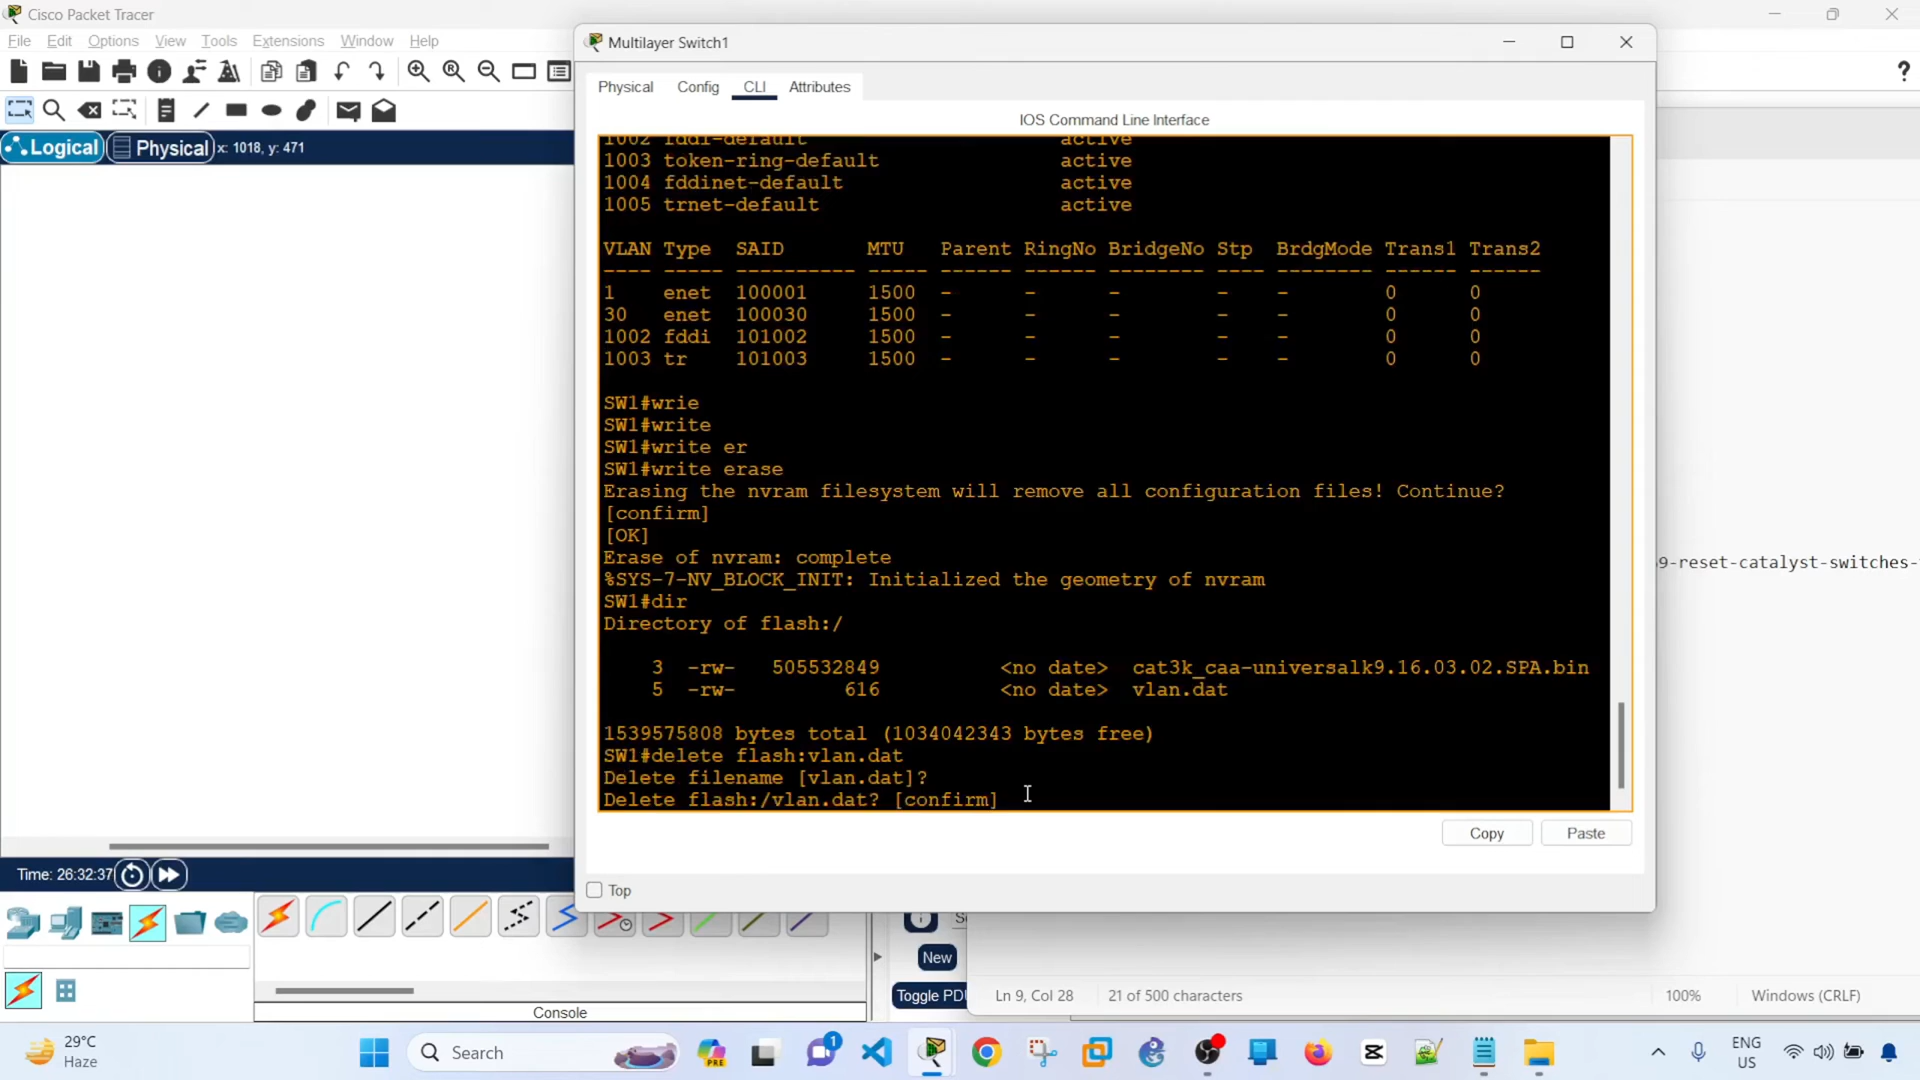 Cisco Packet Tracer
File Edit Options View Tools Extensions Window Help
?
Logical Physical x: 1018, y: 471
Multilayer Switch1
Physical Config CLI Attributes
IOS Command Line Interface
1002 fddi-default active
1003 token-ring-default active
1004 fddinet-default active
1005 trnet-default active
VLAN Type SAID MTU Parent RingNo BridgeNo Stp BrdgMode Trans1 Trans2
---- ----- ---------- ----- ------ ------ -------- ---- -------- ------ ------
1 enet 100001 1500 - - - - - 0 0
30 enet 100030 1500 - - - - - 0 0
1002 fddi 101002 1500 - - - - - 0 0
1003 tr 101003 1500 - - - - - 0 0
SW1#wrie
SW1#write
SW1#write er
SW1#write erase
Erasing the nvram filesystem will remove all configuration files! Continue?
[confirm]
[OK]
Erase of nvram: complete
%SYS-7-NV_BLOCK_INIT: Initialized the geometry of nvram
SW1#dir
Directory of flash:/
3 -rw- 505532849 <no date> cat3k_caa-universalk9.16.03.02.SPA.bin
5 -rw- 616 <no date> vlan.dat
1539575808 bytes total (1034042343 bytes free)
SW1#delete flash:vlan.dat
Delete filename [vlan.dat]?
Delete flash:/vlan.dat? [confirm]
Copy Paste
Top
9-reset-catalyst-switches-
Time: 26:32:37
New
Toggle PDU
Console
Ln 9, Col 28 21 of 500 characters 100% Windows (CRLF)
29°C
Haze
Search
PRE
1
ENG
US